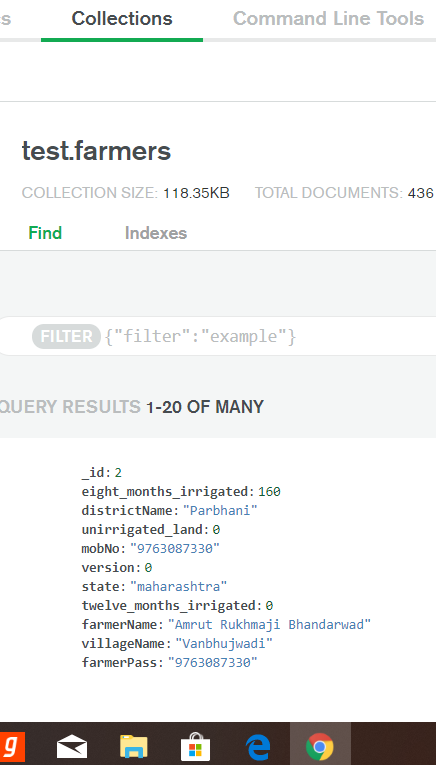 s Collections Command Line Tools
test.farmers
COLLECTION SIZE: 118.35KB TOTAL DOCUMENTS: 436
Find Indexes
FILTER {"filter":"example"}
QUERY RESULTS 1-20 OF MANY
_id: 2
eight_months_irrigated: 160
districtName: "Parbhani"
unirrigated_land: 0
mobNo: "9763087330"
version: 0
state: "maharashtra"
twelve_months_irrigated: 0
farmerName: "Amrut Rukhmaji Bhandarwad"
villageName: "Vanbhujwadi"
farmerPass: "9763087330"
g